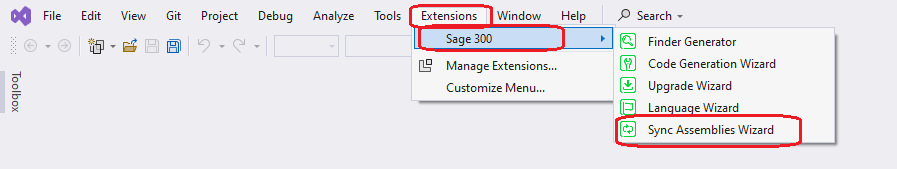 File Edit View Git Project Debug Analyze Tools Extensions Window Help Search
Sage 300
Manage Extensions...
Customize Menu...
Finder Generator
Code Generation Wizard
Upgrade Wizard
Language Wizard
Sync Assemblies Wizard
Toolbox